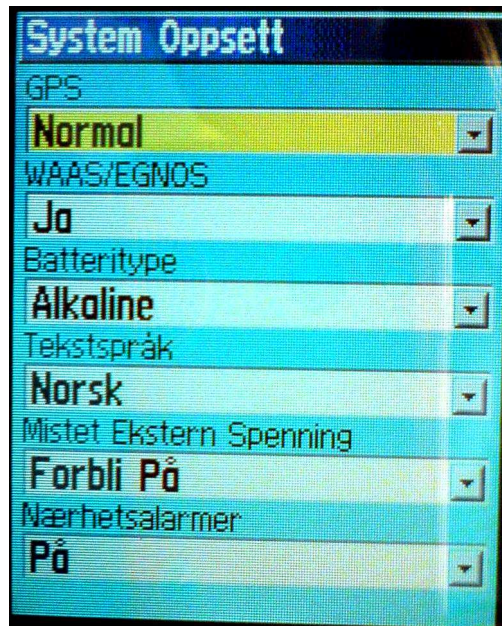 System Oppsett
GPS
Normal
WAAS/EGNOS
Ja
Batteritype
Alkaline
Tekstspråk
Norsk
Mistet Ekstern Spenning
Forbli På
Nærhetsalarmer
På